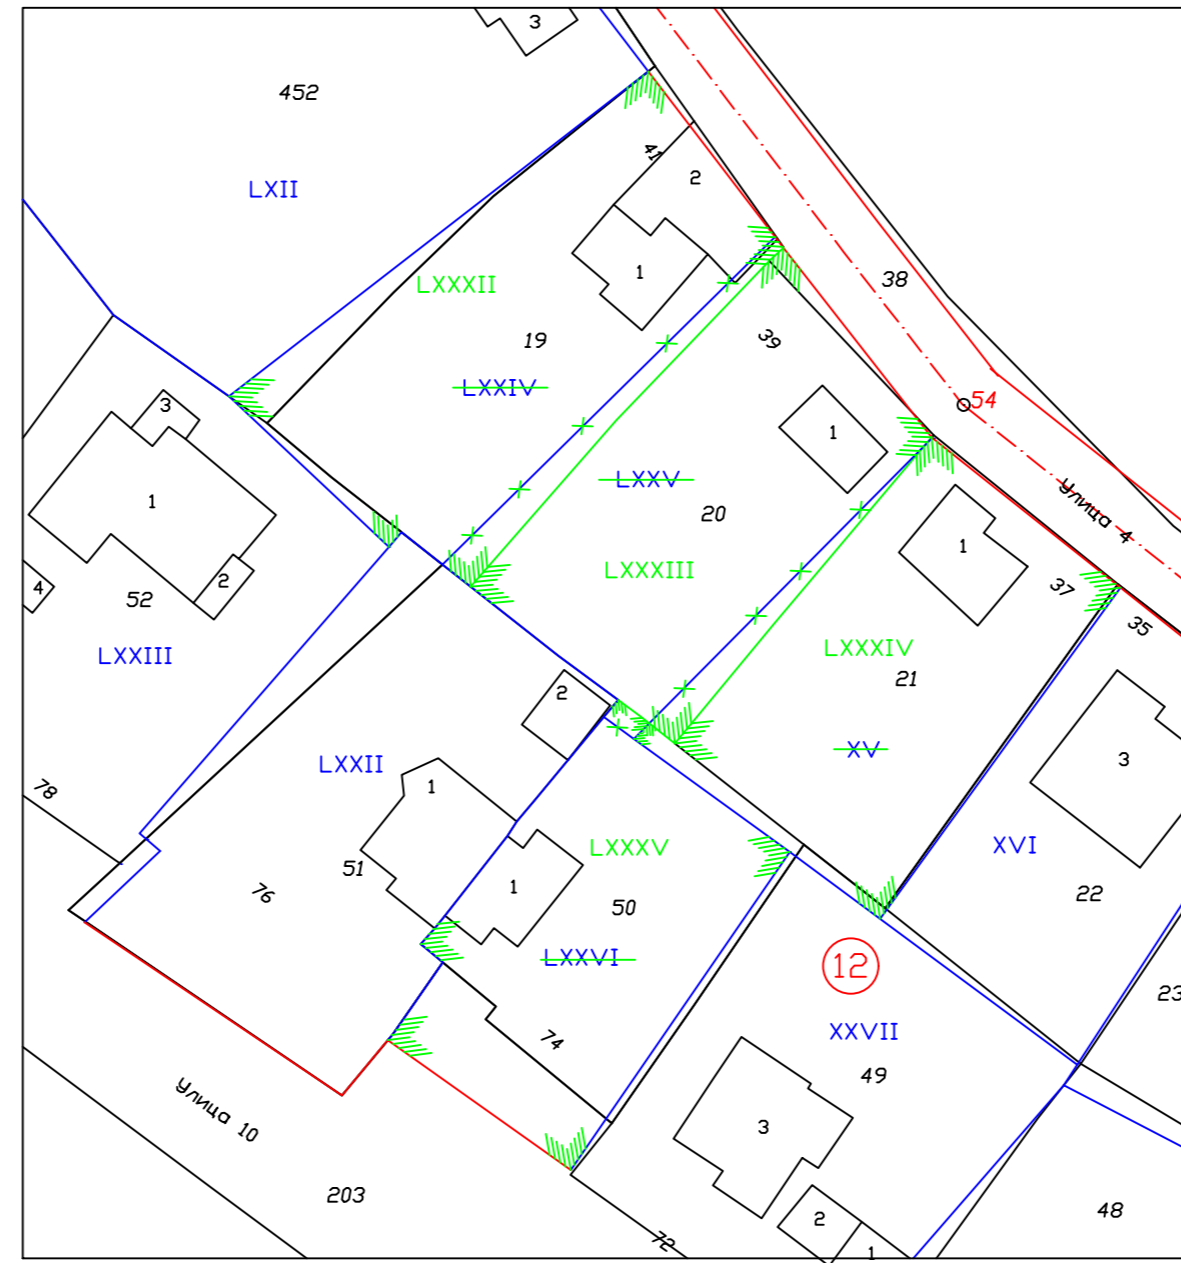 3
452
LXII
41
2
1
LXXXII
38
19
39
LXXIV
54
3
1
LXXV
20
1
Улица 4
1
LXXXIII
4
52
2
37
35
LXXIII
LXXXIV
21
2
XV
LXXII
1
3
78
LXXXV
XVI
51
76
1
50
22
LXXVI
12
23
XXVII
74
49
Улица 10
3
203
2
48
72
1